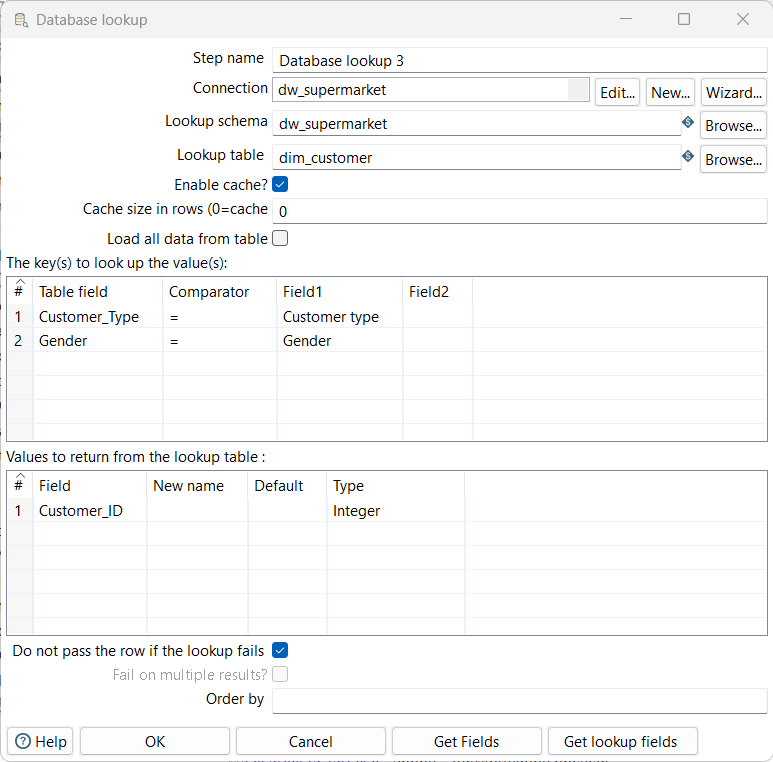 Database lookup
Step name Database lookup 3
Connection dw_supermarket Edit... New... Wizard...
Lookup schema dw_supermarket Browse...
Lookup table dim_customer Browse...
Enable cache?
Cache size in rows (0=cache 0
Load all data from table
The key(s) to look up the value(s):
# Table field Comparator Field1 Field2
1 Customer_Type = Customer type
2 Gender = Gender
Values to return from the lookup table :
# Field New name Default Type
1 Customer_ID Integer
Do not pass the row if the lookup fails
Fail on multiple results?
Order by
Help OK Cancel Get Fields Get lookup fields